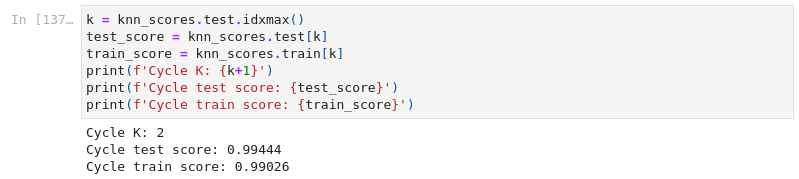 In [137…
k = knn_scores.test.idxmax()
test_score = knn_scores.test[k]
train_score = knn_scores.train[k]
print(f'Cycle K: {k+1}')
print(f'Cycle test score: {test_score}')
print(f'Cycle train score: {train_score}')
Cycle K: 2
Cycle test score: 0.99444
Cycle train score: 0.99026